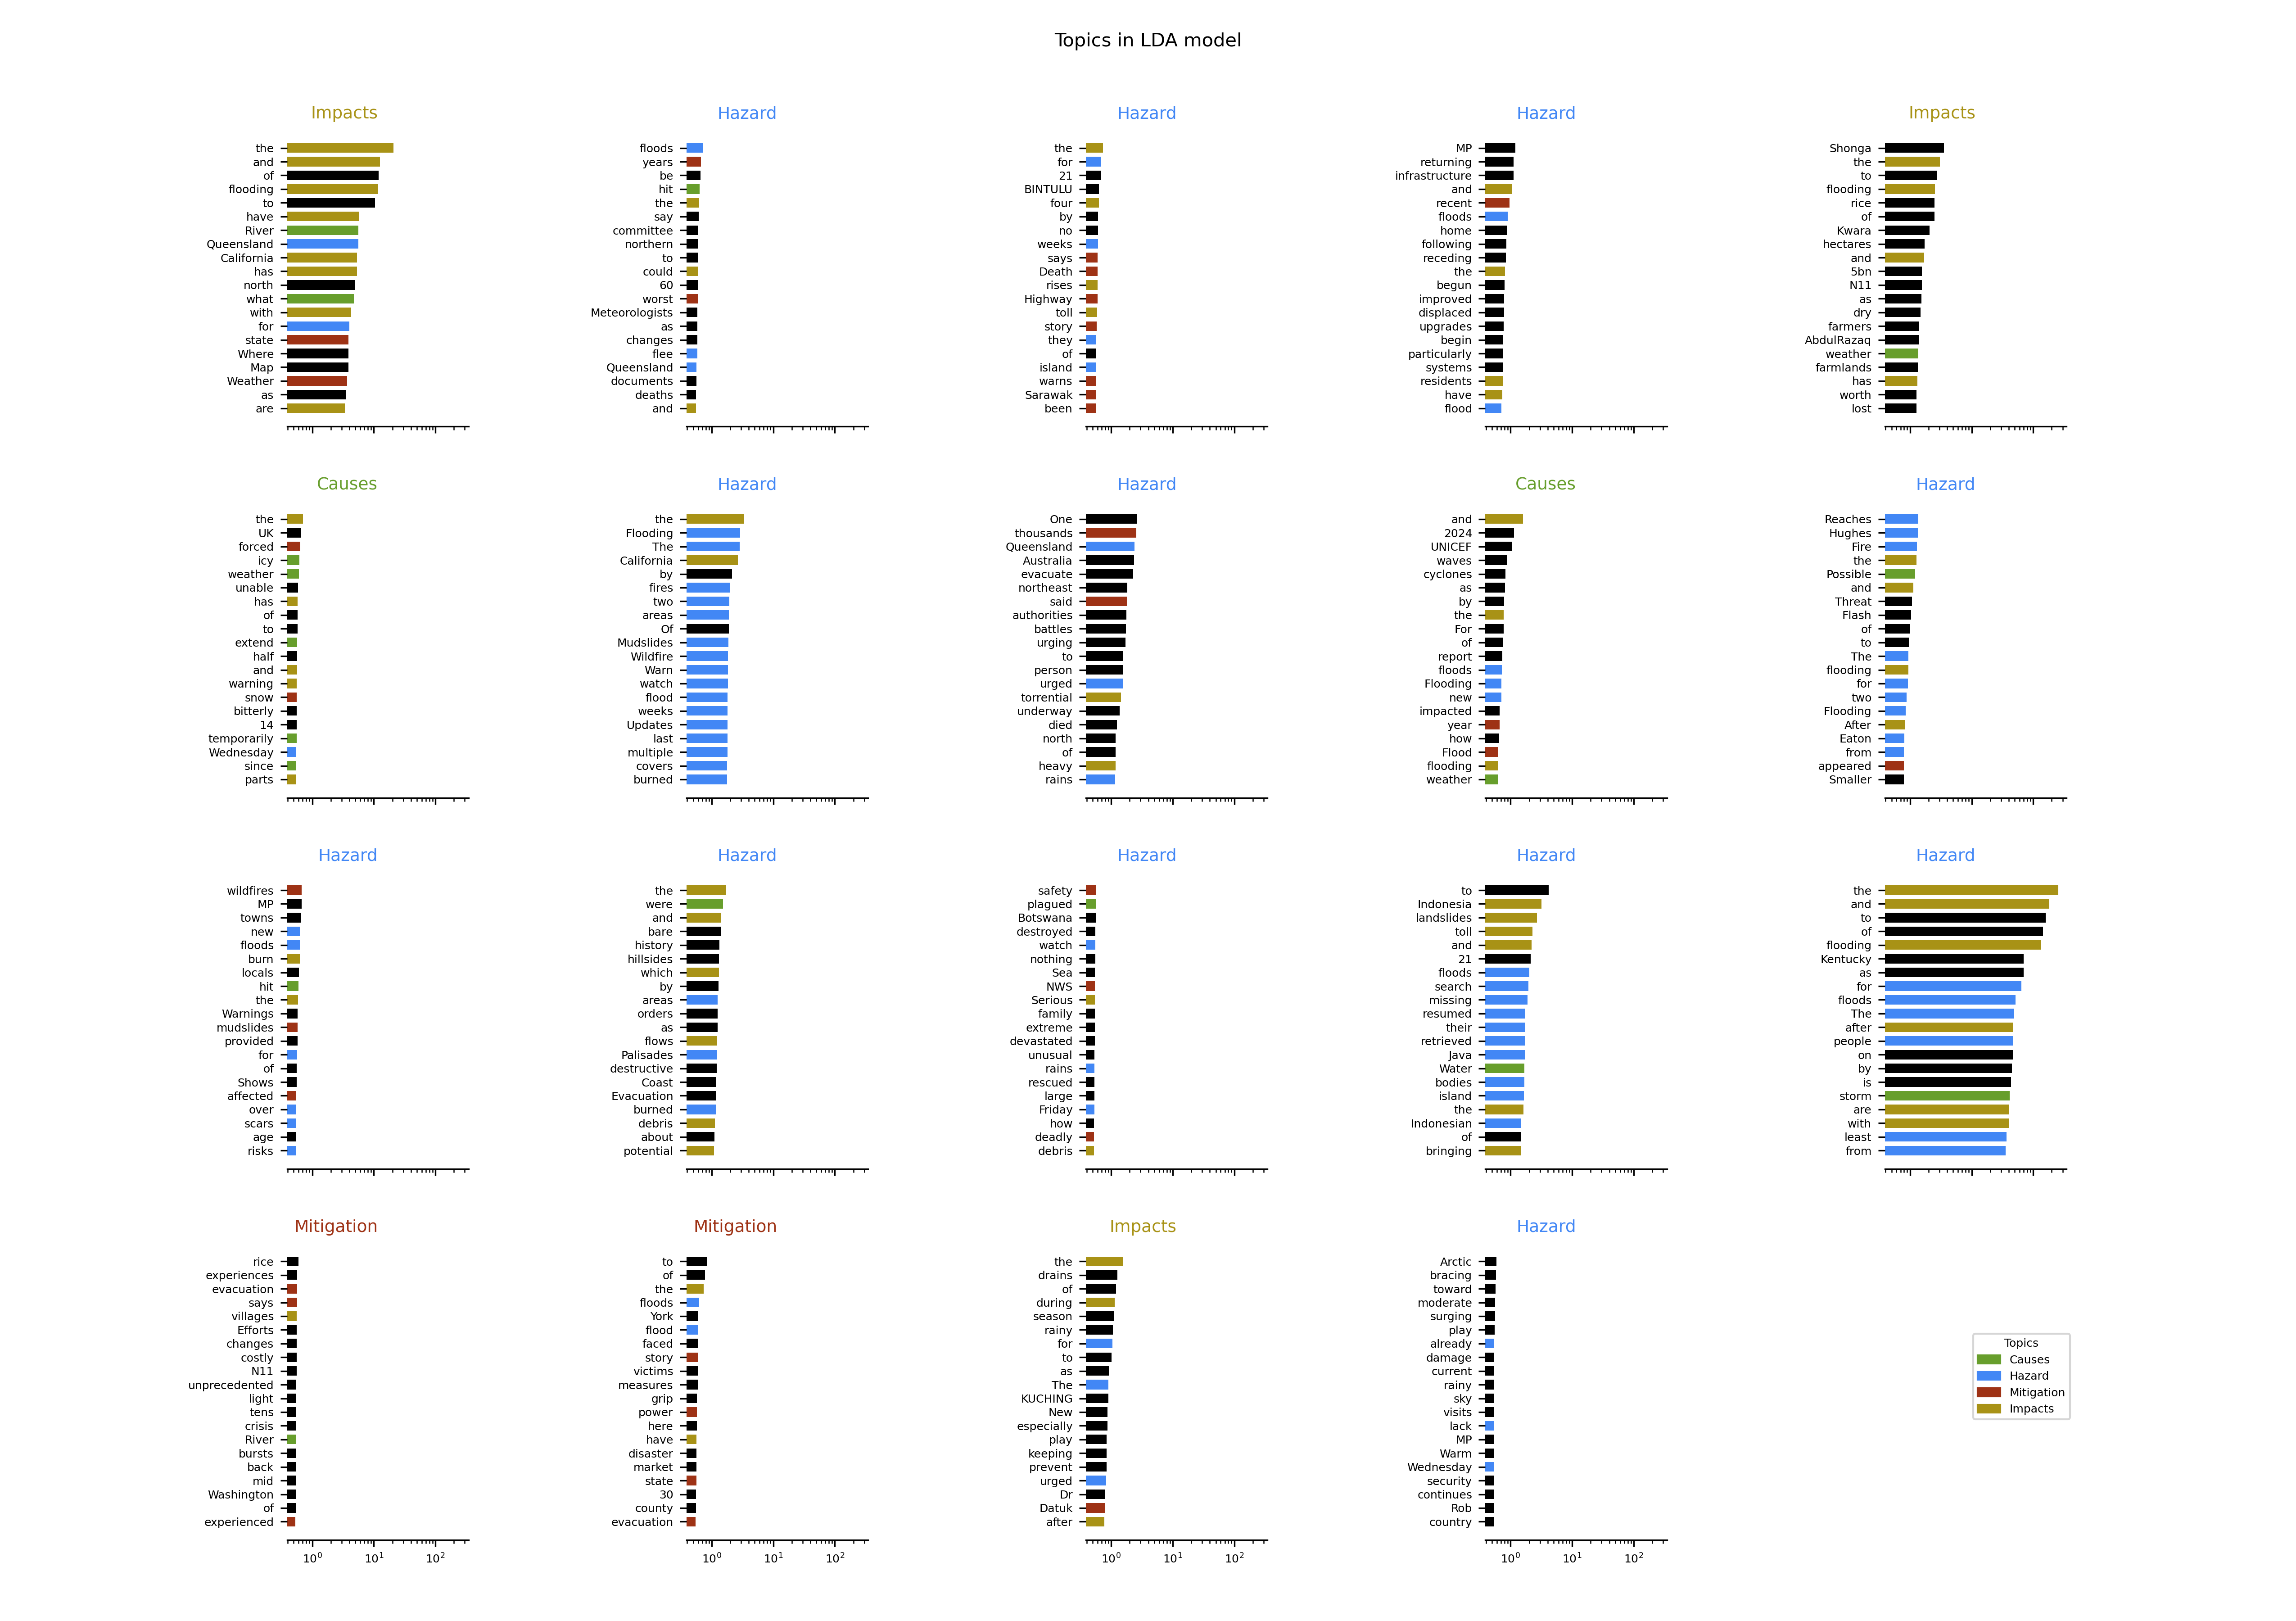 Topics in LDA model
Impacts
the
and
of
flooding
to
have
River
Queensland
California
has
north
what
with
for
state
Where
Map
Weather
as
are
Hazard
floods
years
be
hit
the
say
committee
northern
to
could
60
worst
Meteorologists
as
changes
flee
Queensland
documents
deaths
and
Hazard
the
for
21
BINTULU
four
by
no
weeks
says
Death
rises
Highway
toll
story
they
of
island
warns
Sarawak
been
Hazard
MP
returning
infrastructure
and
recent
floods
home
following
receding
the
begun
improved
displaced
upgrades
begin
particularly
systems
residents
have
flood
Impacts
Shonga
the
to
flooding
rice
of
Kwara
hectares
and
5bn
N11
as
dry
farmers
AbdulRazaq
weather
farmlands
has
worth
lost
Causes
the
UK
forced
icy
weather
unable
has
of
to
extend
half
and
warning
snow
bitterly
14
temporarily
Wednesday
since
parts
Hazard
the
Flooding
The
California
by
fires
two
areas
Of
Mudslides
Wildfire
Warn
watch
flood
weeks
Updates
last
multiple
covers
burned
Hazard
One
thousands
Queensland
Australia
evacuate
northeast
said
authorities
battles
urging
to
person
urged
torrential
underway
died
north
of
heavy
rains
Causes
and
2024
UNICEF
waves
cyclones
as
by
the
For
of
report
floods
Flooding
new
impacted
year
how
Flood
flooding
weather
Hazard
Reaches
Hughes
Fire
the
Possible
and
Threat
Flash
of
to
The
flooding
for
two
Flooding
After
Eaton
from
appeared
Smaller
Hazard
wildfires
MP
towns
new
floods
burn
locals
hit
the
Warnings
mudslides
provided
for
of
Shows
affected
over
scars
age
risks
Hazard
the
were
and
bare
history
hillsides
which
by
areas
orders
as
flows
Palisades
destructive
Coast
Evacuation
burned
debris
about
potential
Hazard
safety
plagued
Botswana
destroyed
watch
nothing
Sea
NWS
Serious
family
extreme
devastated
unusual
rains
rescued
large
Friday
how
deadly
debris
Hazard
to
Indonesia
landslides
toll
and
21
floods
search
missing
resumed
their
retrieved
Java
Water
bodies
island
the
Indonesian
of
bringing
Hazard
the
and
to
of
flooding
Kentucky
as
for
floods
The
after
people
on
by
is
storm
are
with
least
from
Mitigation
rice
experiences
evacuation
says
villages
Efforts
changes
costly
N11
unprecedented
light
tens
crisis
River
bursts
back
mid
Washington
of
experienced
10⁰ 10¹ 10²
Mitigation
to
of
the
floods
York
flood
faced
story
victims
measures
grip
power
here
have
disaster
market
state
30
county
evacuation
10⁰ 10¹ 10²
Impacts
the
drains
of
during
season
rainy
for
to
as
The
KUCHING
New
especially
play
keeping
prevent
urged
Dr
Datuk
after
10⁰ 10¹ 10²
Hazard
Arctic
bracing
toward
moderate
surging
play
already
damage
current
rainy
sky
visits
lack
MP
Warm
Wednesday
security
continues
Rob
country
10⁰ 10¹ 10²
Topics
Causes
Hazard
Mitigation
Impacts